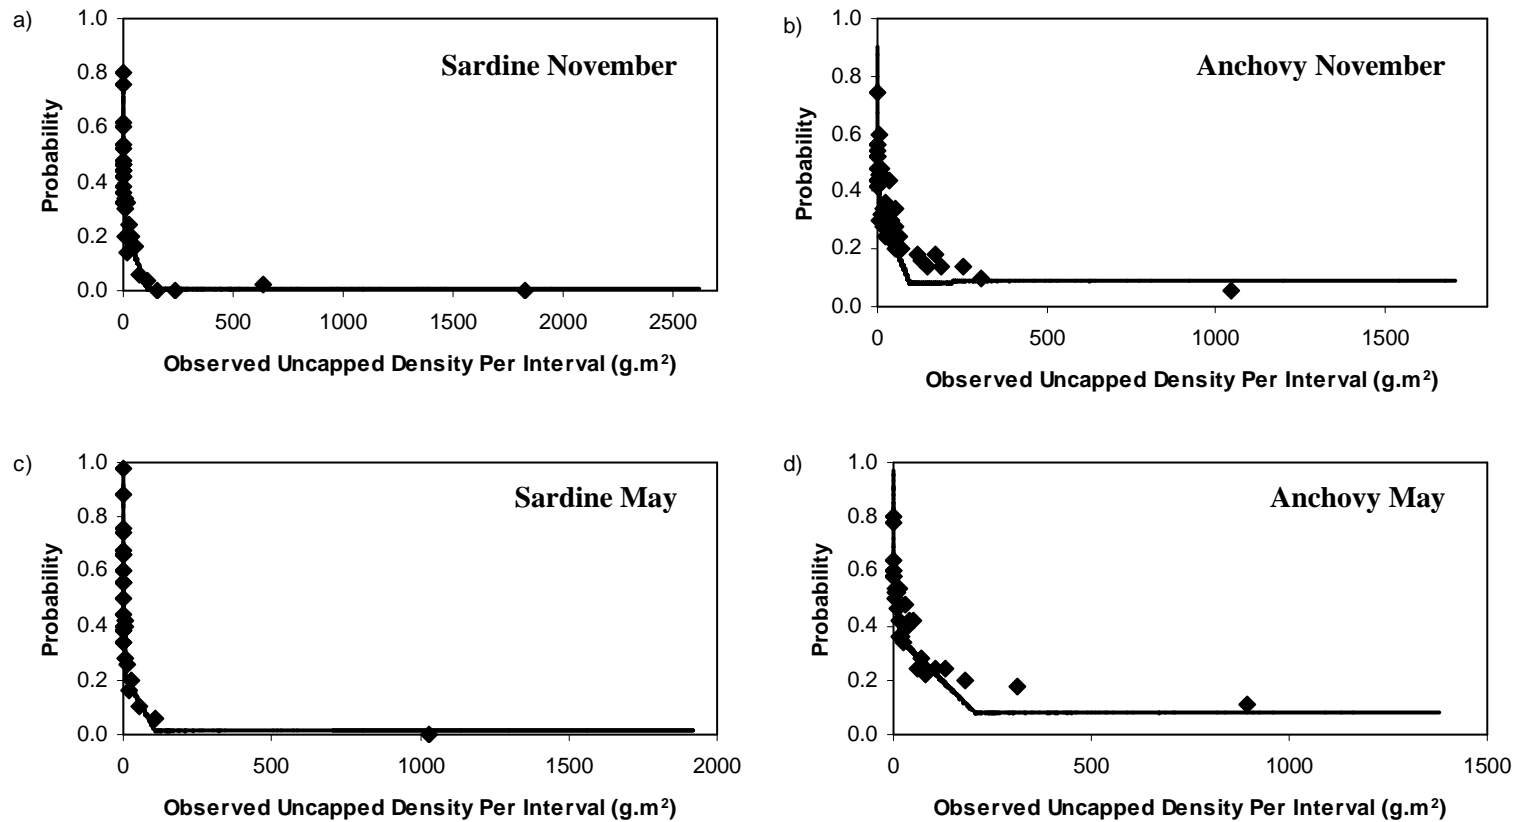 a)
Sardine November
Probability
1.0
0.8
0.6
0.4
0.2
0.0
0 500 1000 1500 2000 2500
Observed Uncapped Density Per Interval (g.m²)
b)
Anchovy November
Probability
1.0
0.8
0.6
0.4
0.2
0.0
0 500 1000 1500
Observed Uncapped Density Per Interval (g.m²)
c)
Sardine May
Probability
1.0
0.8
0.6
0.4
0.2
0.0
0 500 1000 1500 2000
Observed Uncapped Density Per Interval (g.m²)
d)
Anchovy May
Probability
1.0
0.8
0.6
0.4
0.2
0.0
0 500 1000 1500
Observed Uncapped Density Per Interval (g.m²)